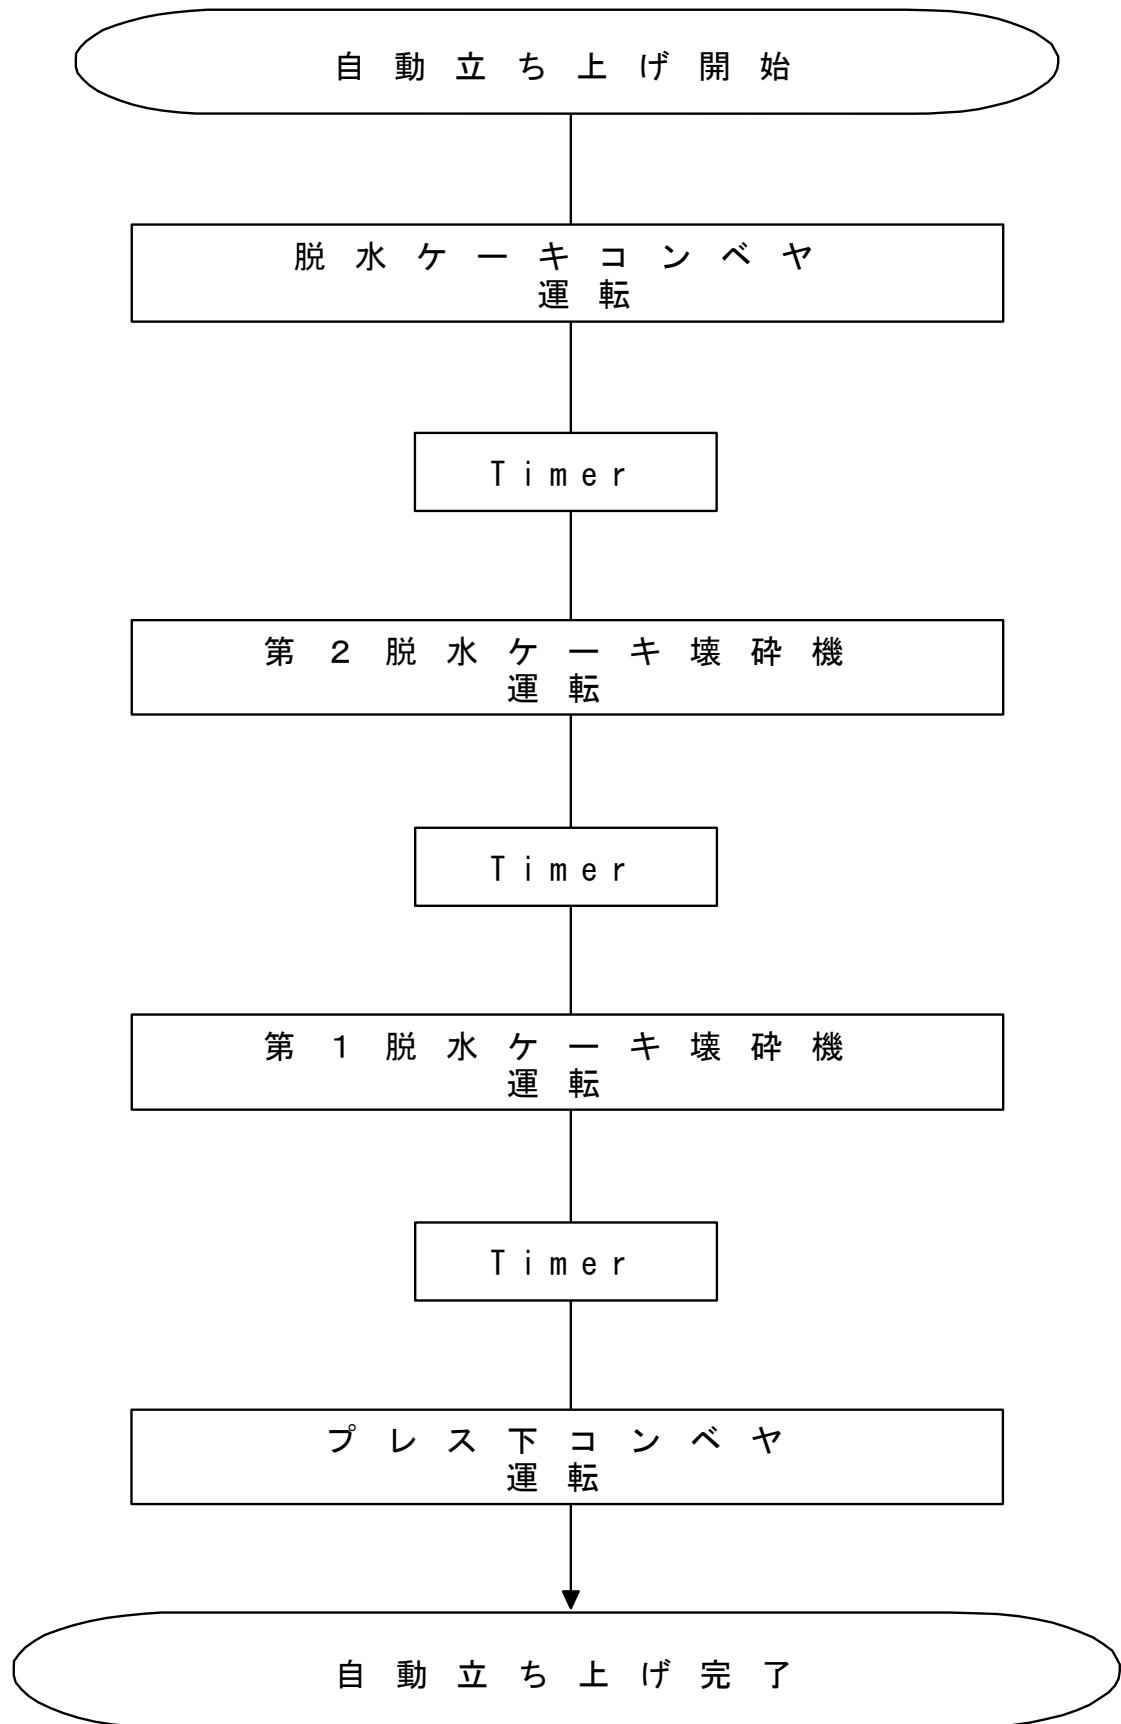 自動立ち上げ開始
脱水ケーキコンベヤ
運転
Timer
第2脱水ケーキ壊砕機
運転
Timer
第1脱水ケーキ壊砕機
運転
Timer
プレス下コンベヤ
運転
自動立ち上げ完了